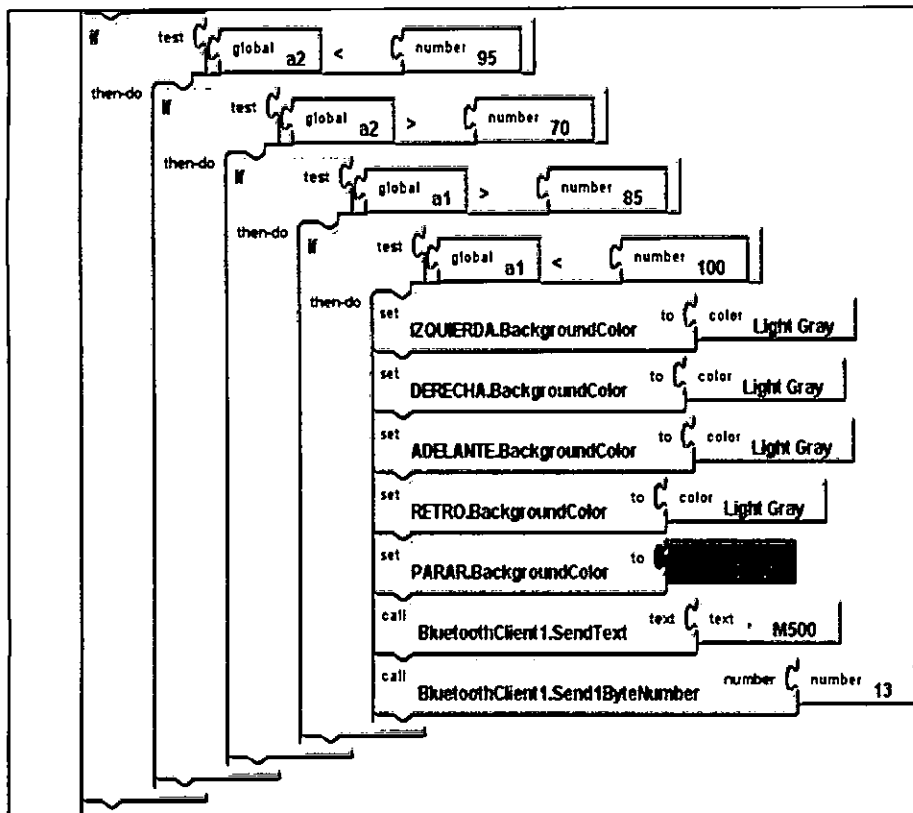 If test global a2 < number 95
then-do If test global a2 > number 70
then-do If test global a1 > number 85
then-do If test global a1 < number 100
then-do set IZQUIERDA.BackgroundColor to color Light Gray
set DERECHA.BackgroundColor to color Light Gray
set ADELANTE.BackgroundColor to color Light Gray
set RETRO.BackgroundColor to color Light Gray
set PARAR.BackgroundColor to
call BluetoothClient1.SendText text text , M500
call BluetoothClient1.Send1ByteNumber number number 13